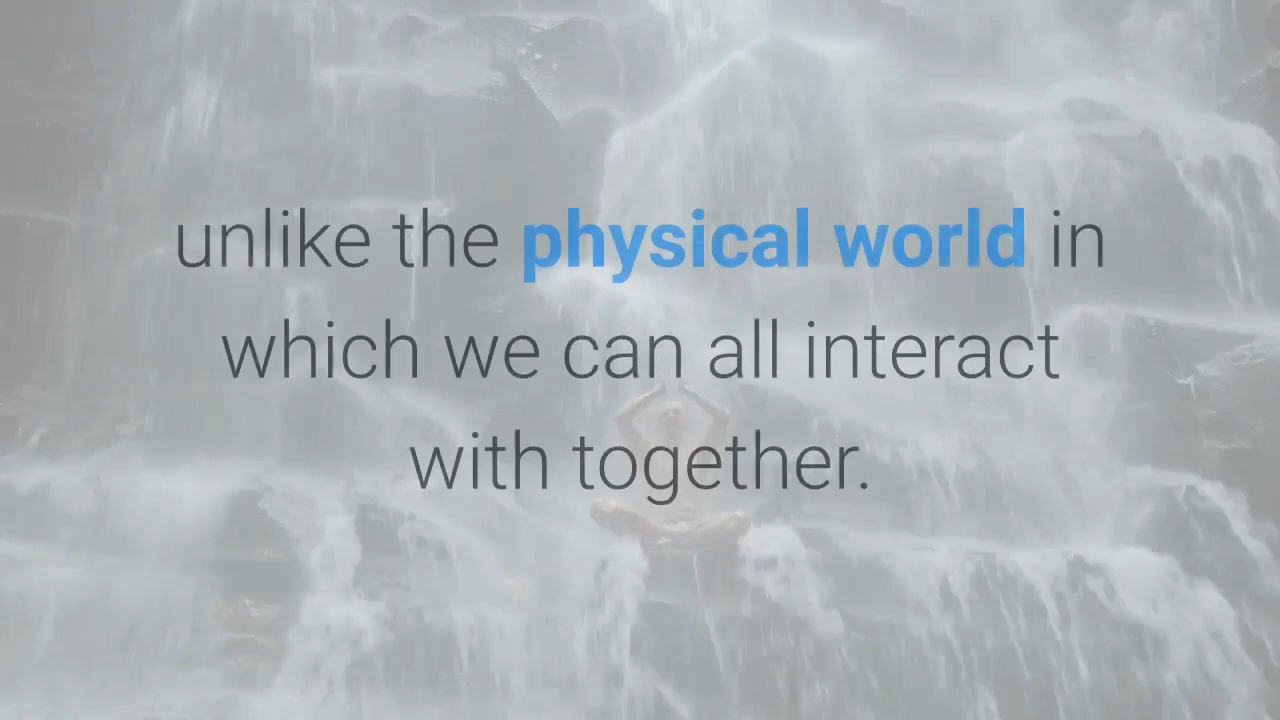 unlike the physical world in
which we can all interact
with together.